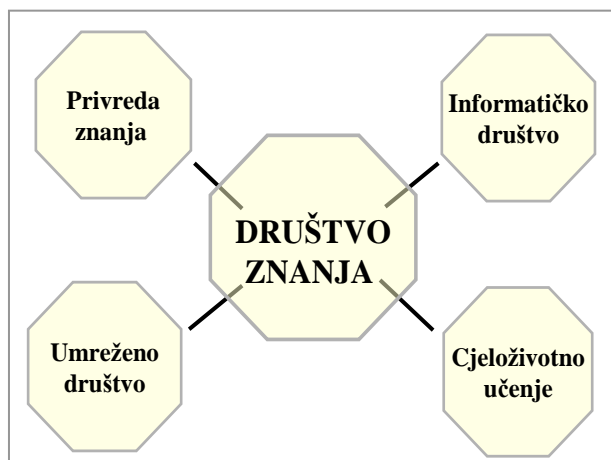 Privreda
znanja
Informatičko
društvo
DRUŠTVO
ZNANJA
Umreženo
društvo
Cjeloživotno
učenje